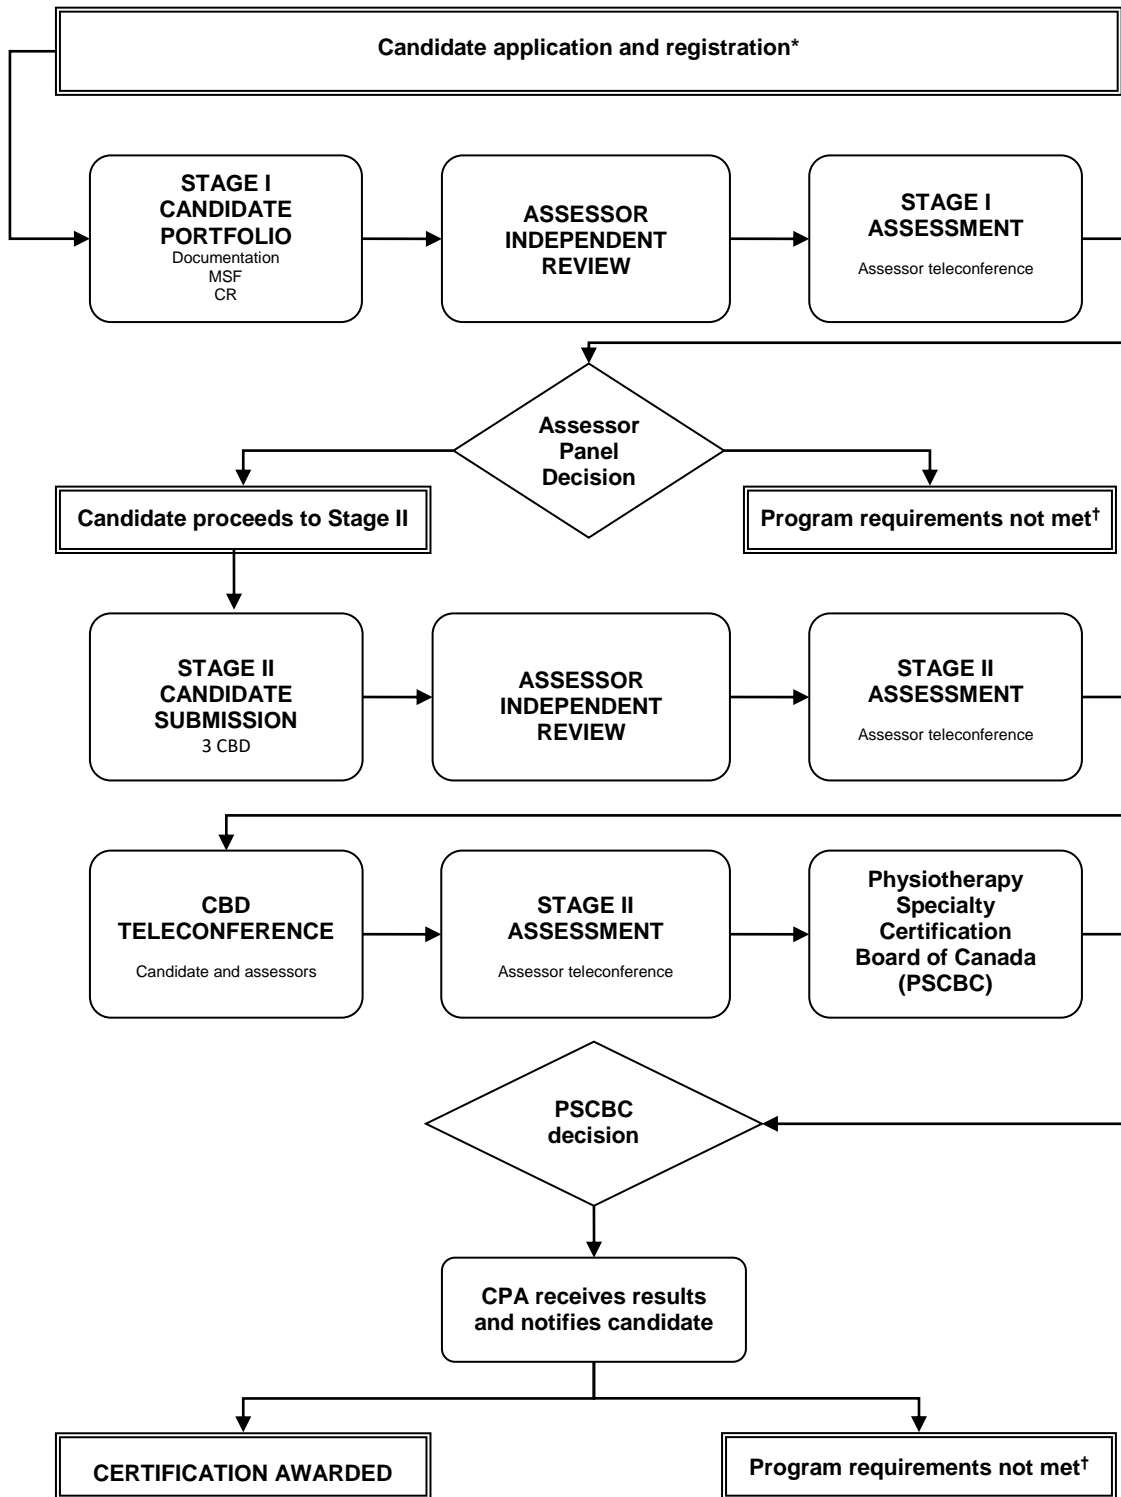 Candidate application and registration*
STAGE I
CANDIDATE
PORTFOLIO
Documentation
MSF
CR
ASSESSOR
INDEPENDENT
REVIEW
STAGE I
ASSESSMENT
Assessor teleconference
Assessor
Panel
Decision
Candidate proceeds to Stage II
Program requirements not met†
STAGE II
CANDIDATE
SUBMISSION
3 CBD
ASSESSOR
INDEPENDENT
REVIEW
STAGE II
ASSESSMENT
Assessor teleconference
CBD
TELECONFERENCE
Candidate and assessors
STAGE II
ASSESSMENT
Assessor teleconference
Physiotherapy
Specialty
Certification
Board of Canada
(PSCBC)
PSCBC
decision
CPA receives results
and notifies candidate
CERTIFICATION AWARDED
Program requirements not met†